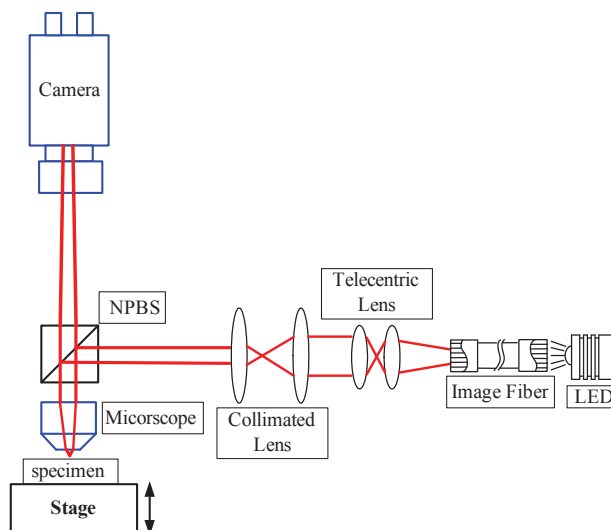 Camera
NPBS
Telecentric
Lens
Micorscope
Collimated
Lens
Image Fiber
LED
specimen
Stage